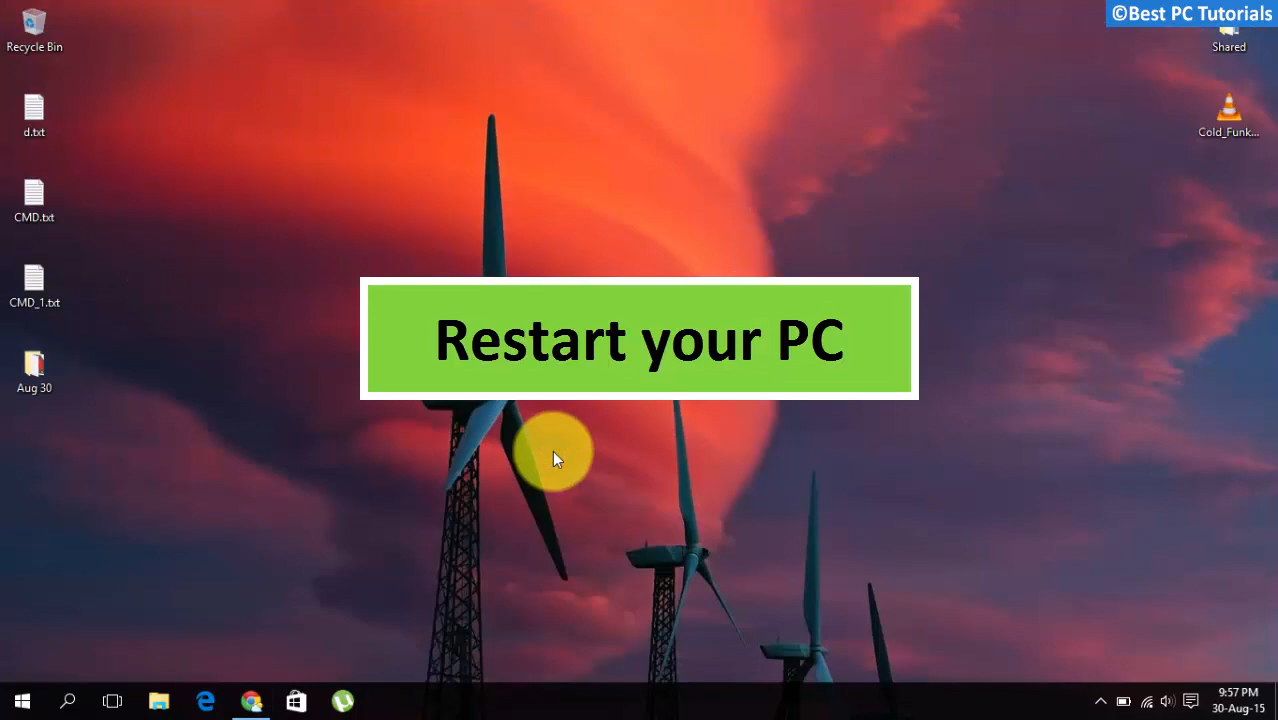 ©Best PC Tutorials
Recycle Bin
Shared
d.txt
Cold_Funk...
CMD.txt
CMD_1.txt
Restart your PC
Aug 30
9:57 PM
30-Aug-15